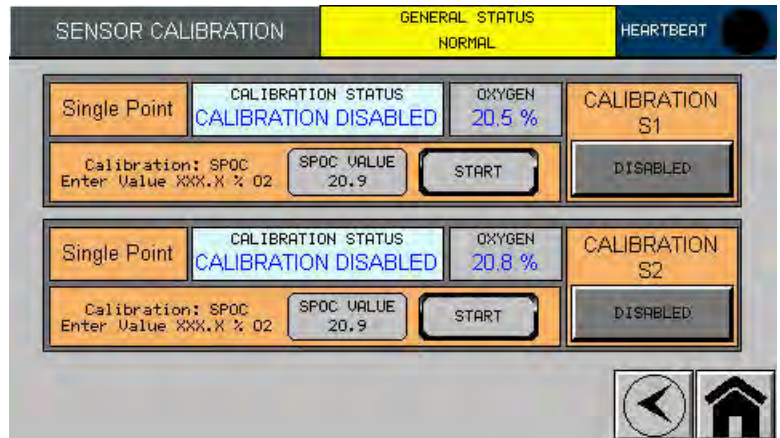 SENSOR CALIBRATION
GENERAL STATUS
NORMAL
HEARTBEAT
Single Point
CALIBRATION STATUS
CALIBRATION DISABLED
OXYGEN
20.5 %
CALIBRATION
S1
Calibration: SPOC
Enter Value XXX.X % O2
SPOC VALUE
20.9
START
DISABLED
Single Point
CALIBRATION STATUS
CALIBRATION DISABLED
OXYGEN
20.8 %
CALIBRATION
S2
Calibration: SPOC
Enter Value XXX.X % O2
SPOC VALUE
20.9
START
DISABLED